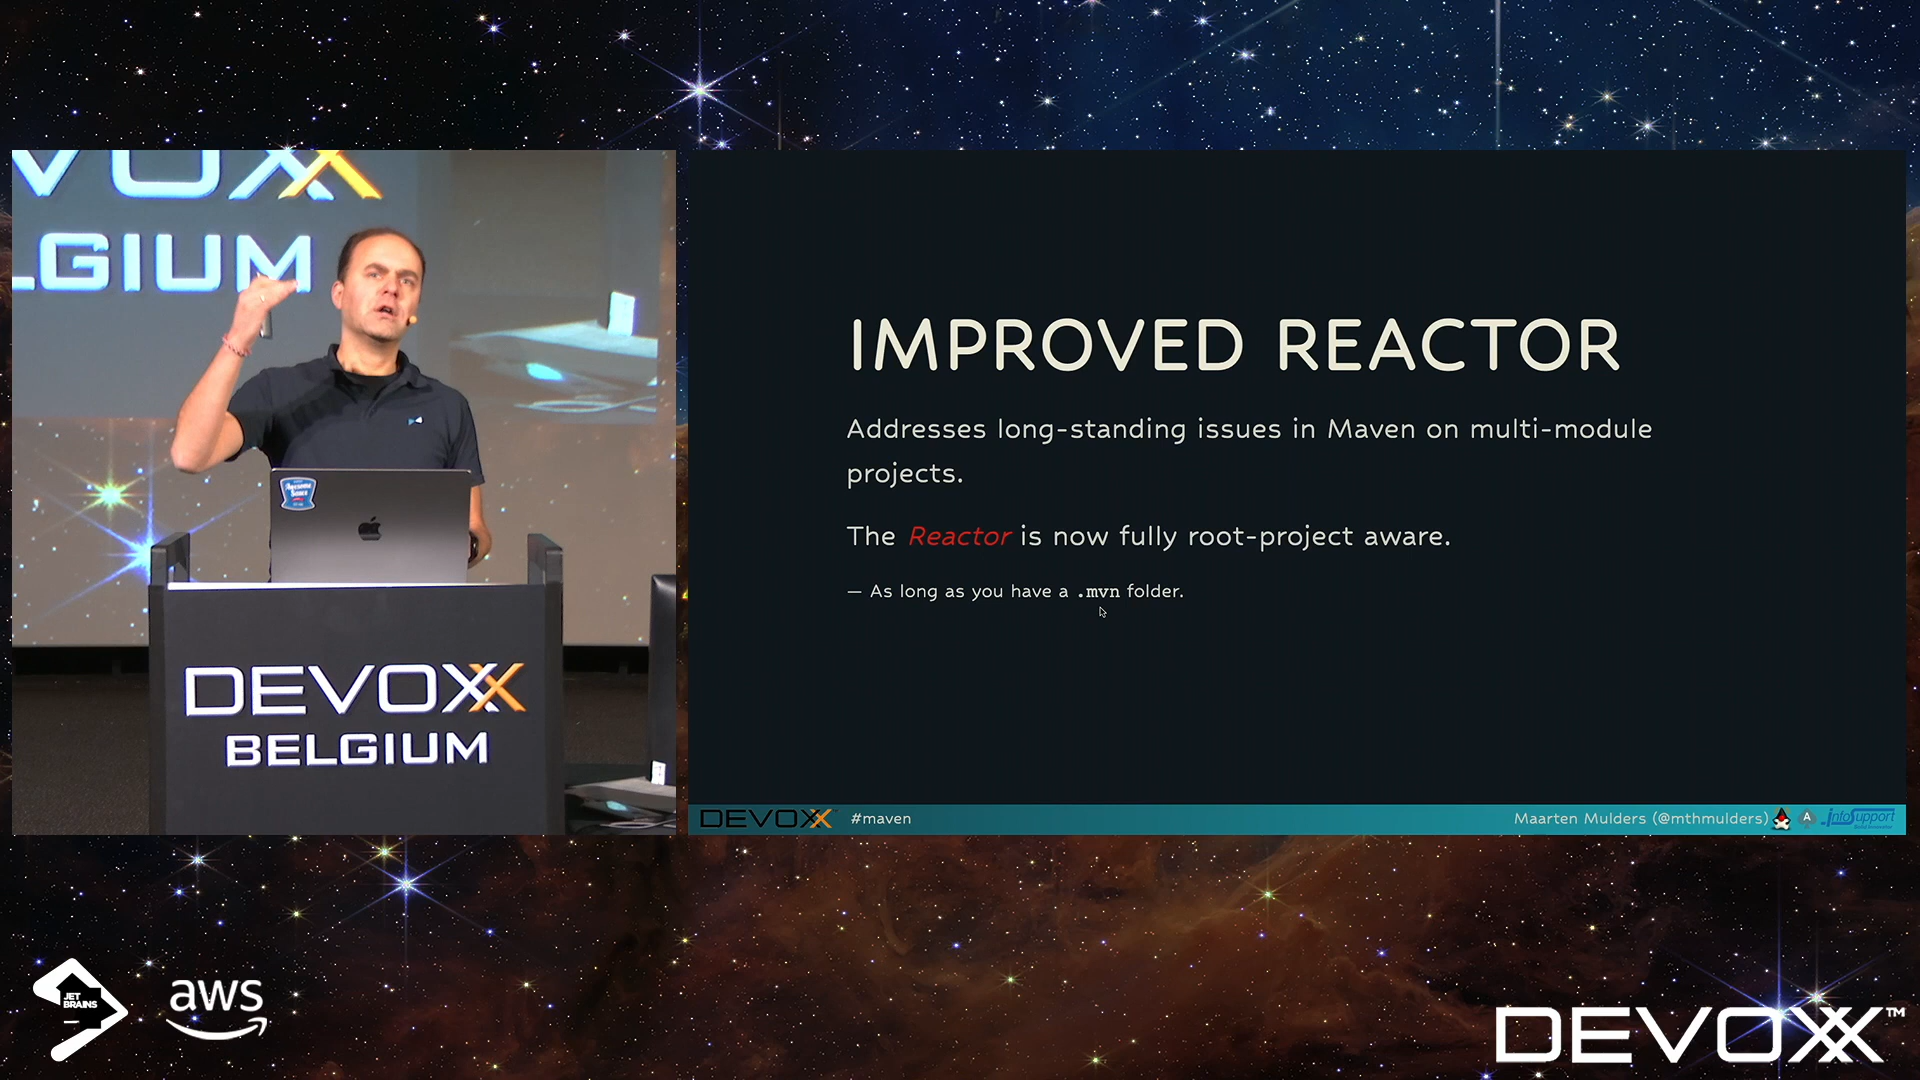 VOXX
LGIUM
Awesome
DEVOXX
BELGIUM
IMPROVED REACTOR
Addresses long-standing issues in Maven on multi-module
projects.
The Reactor is now fully root-project aware.
— As long as you have a .mvn folder.
DEVOXX #maven Maarten Mulders (@mthmulders) A infoSupport
JET
BRAINS
aws
DEVOXX™